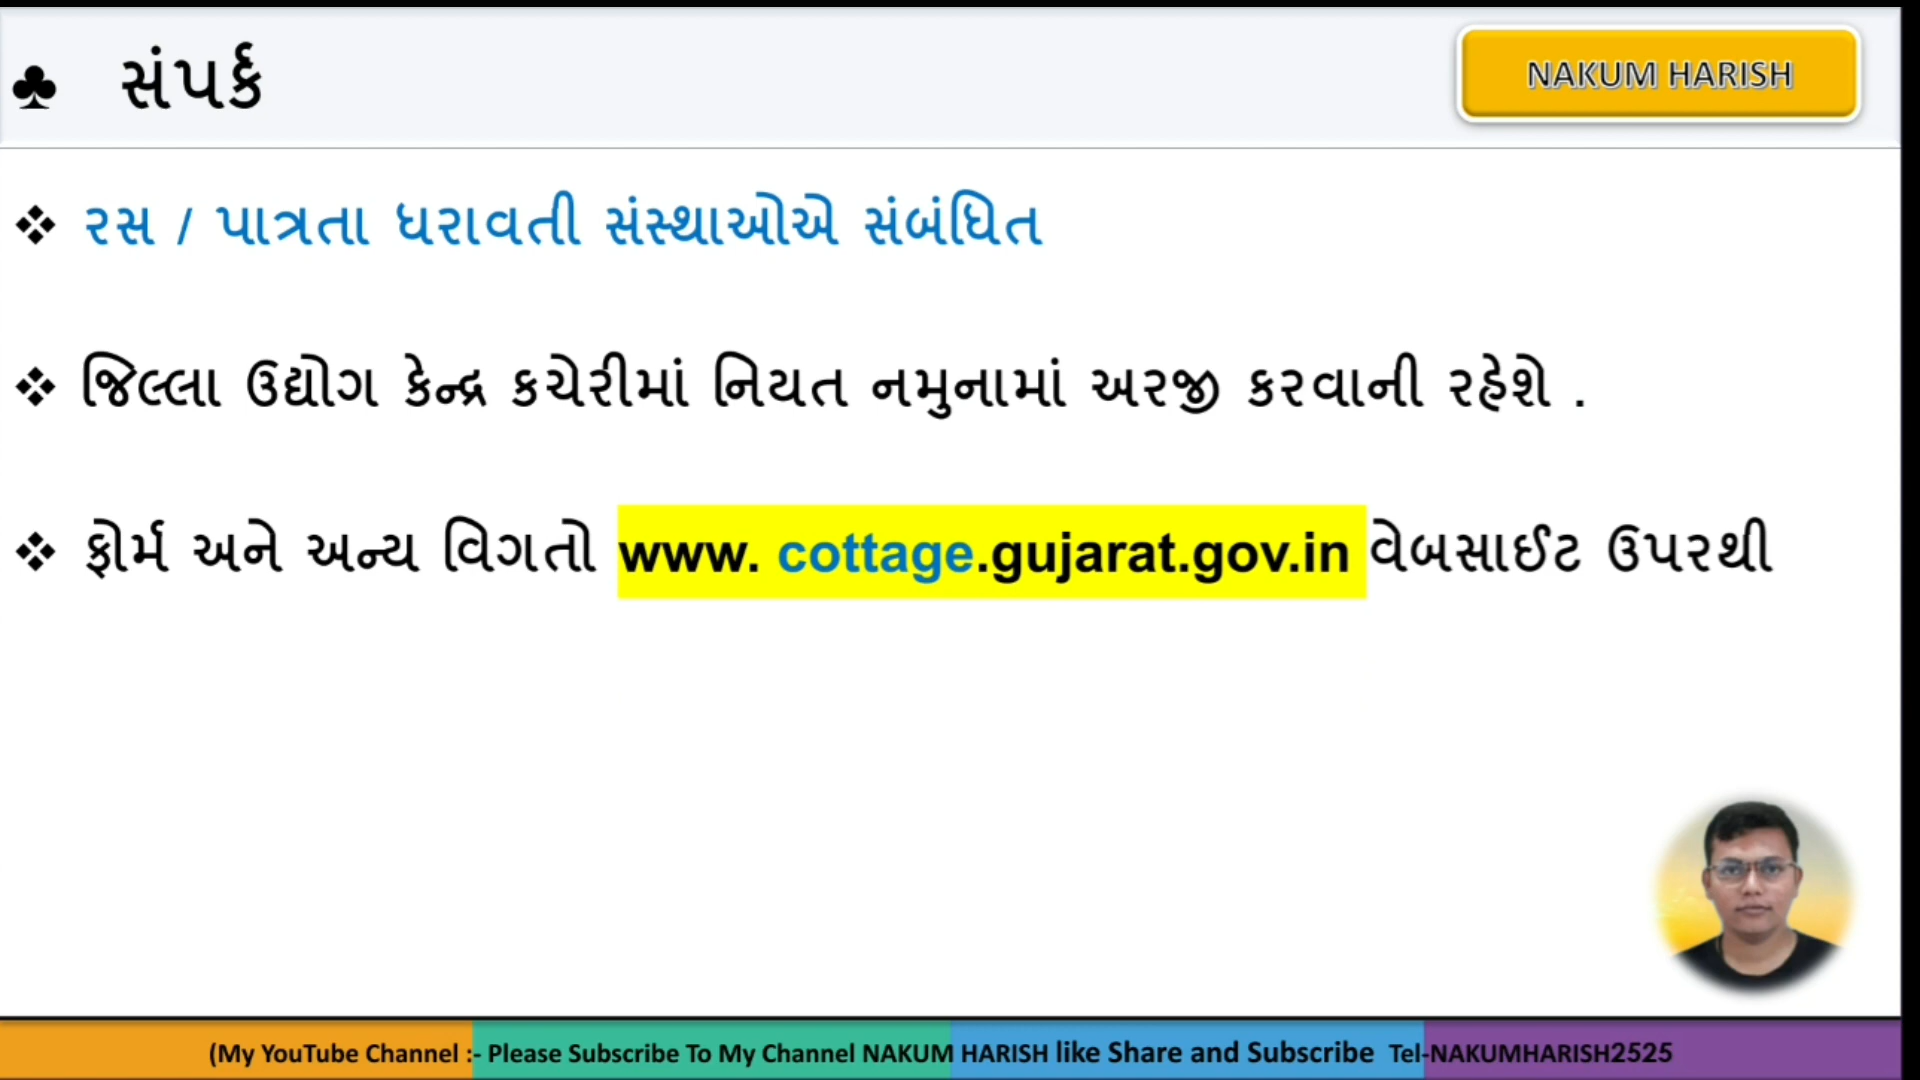 ♣ સંપર્ક
NAKUM HARISH
❖ રસ / પાત્રતા ધરાવતી સંસ્થાઓએ સંબંધિત
❖ જિલ્લા ઉદ્યોગ કેન્દ્ર કચેરીમાં નિયત નમુનામાં અરજી કરવાની રહેશે .
❖ ફોર્મ અને અન્ય વિગતો www. cottage.gujarat.gov.in વેબસાઈટ ઉપરથી
(My YouTube Channel :- Please Subscribe To My Channel NAKUM HARISH like Share and Subscribe Tel-NAKUMHARISH2525